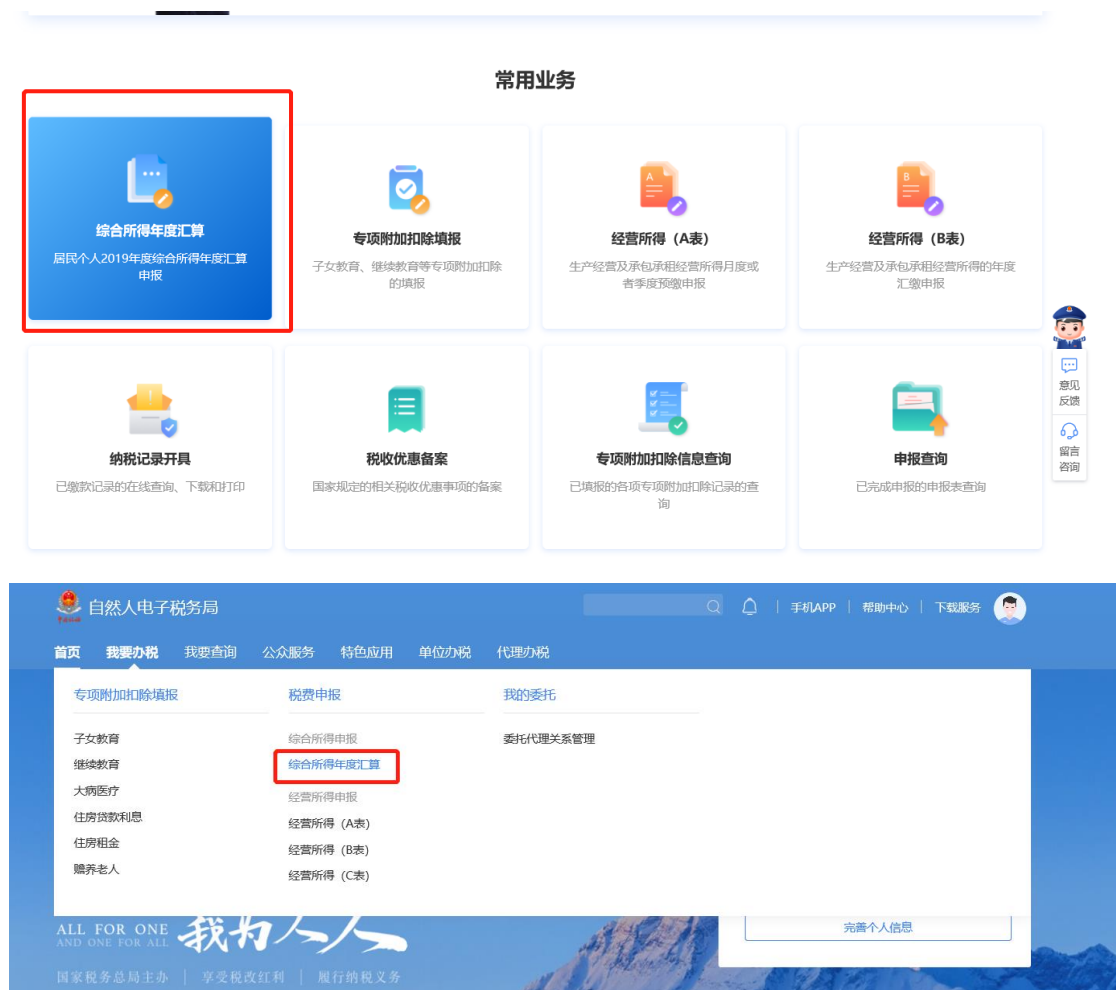 常用业务
综合所得年度汇算
居民个人2019年度综合所得年度汇算
申报
专项附加扣除填报
子女教育、继续教育等专项附加扣除
的填报
A
经营所得（A表）
生产经营及承包承租经营所得月度或
者季度预缴申报
B
经营所得（B表）
生产经营及承包承租经营所得的年度
汇缴申报
纳税记录开具
已缴款记录的在线查询、下载和打印
税收优惠备案
国家规定的相关税收优惠事项的备案
专项附加扣除信息查询
已填报的各项专项附加扣除记录的查
询
申报查询
已完成申报的申报表查询
意见
反馈
留言
咨询
自然人电子税务局
手机APP
帮助中心
下载服务
首页 我要办税 我要查询 公众服务 特色应用 单位办税 代理办税
专项附加扣除填报
子女教育
继续教育
大病医疗
住房贷款利息
住房租金
赡养老人
税费申报
综合所得申报
综合所得年度汇算
经营所得申报
经营所得（A表）
经营所得（B表）
经营所得（C表）
我的委托
委托代理关系管理
ALL FOR ONE
AND ONE FOR ALL
我为人人
国家税务总局主办 | 享受税改红利 | 履行纳税义务
完善个人信息